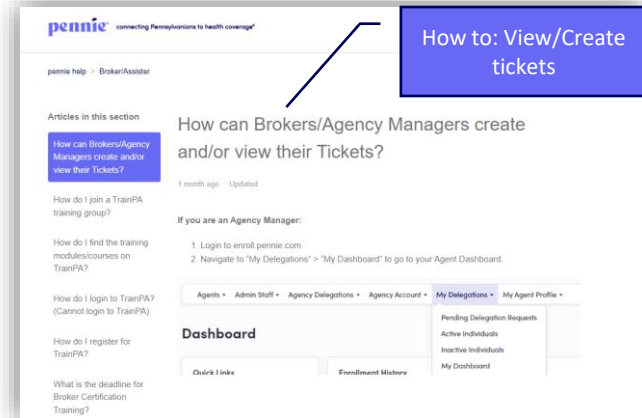 pennie connecting Pennsylvanians to health coverage®
How to: View/Create
tickets
pennie help > Broker/Assister
Articles in this section
How can Brokers/Agency
Managers create and/or
view their Tickets?
How do I join a TrainPA
training group?
How do I find the training
modules/courses on
TrainPA?
How do I login to TrainPA?
(Cannot login to TrainPA)
How do I register for
TrainPA?
What is the deadline for
Broker Certification
Training?
How can Brokers/Agency Managers create
and/or view their Tickets?
1 month ago · Updated
If you are an Agency Manager:
1. Login to enroll.pennie.com.
2. Navigate to "My Delegations" > "My Dashboard" to go to your Agent Dashboard.
Agents Admin Staff Agency Delegations Agency Account My Delegations My Agent Profile
Pending Delegation Requests
Active Individuals
Inactive Individuals
My Dashboard
Dashboard
Quick Links
Enrollment History